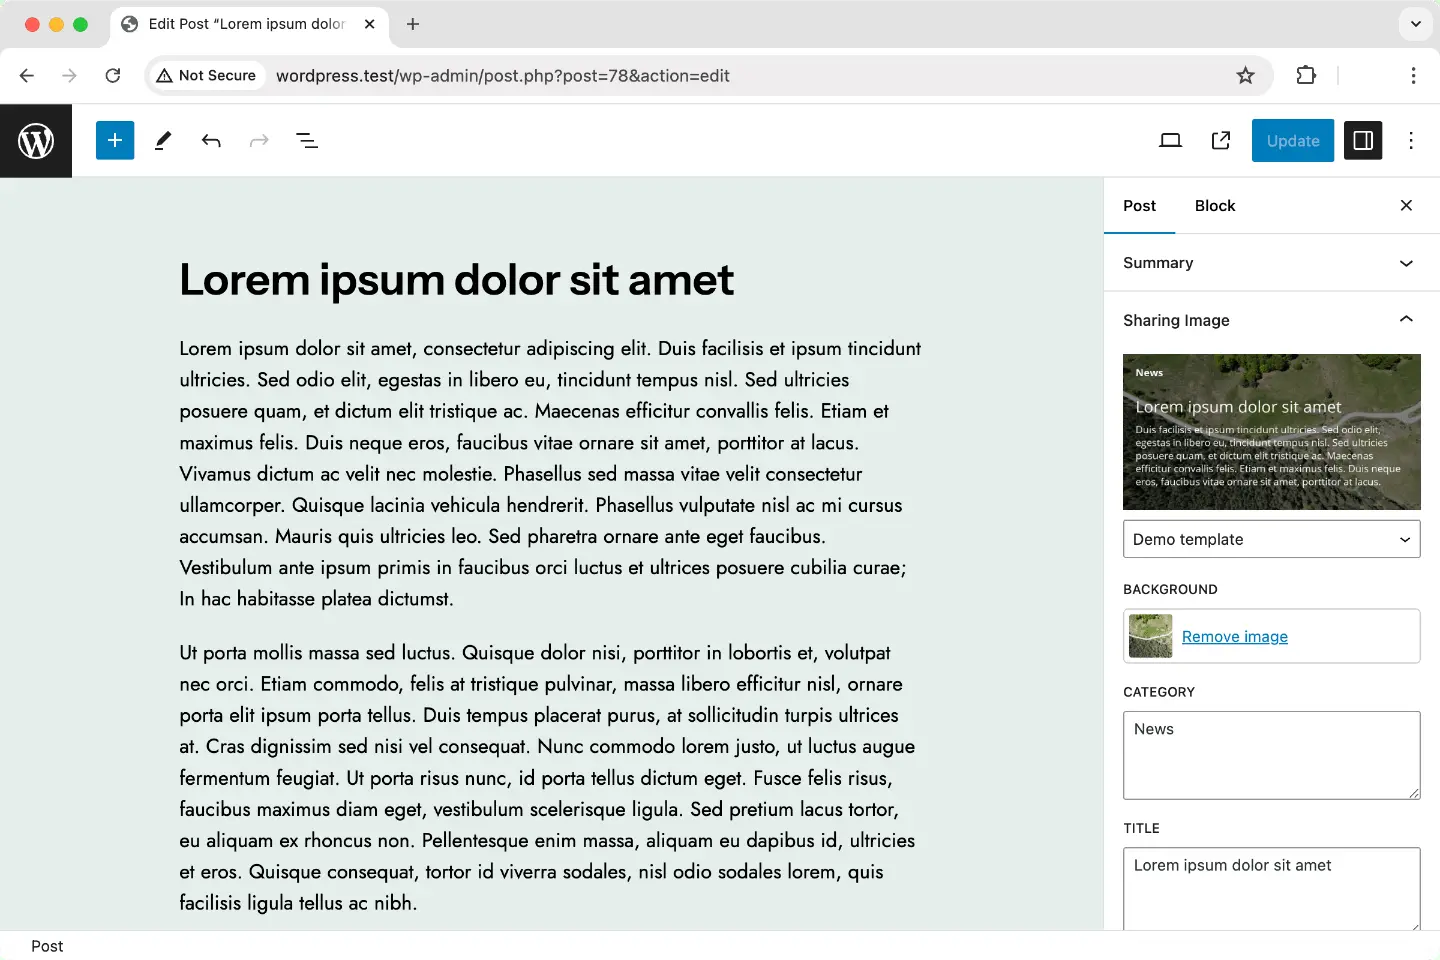 Edit Post “Lorem ipsum dolor
Not Secure
wordpress.test/wp-admin/post.php?post=78&action=edit
Update
Post
Block
Summary
Sharing Image
Lorem ipsum dolor sit amet
Lorem ipsum dolor sit amet, consectetur adipiscing elit. Duis facilisis et ipsum tincidunt
ultricies. Sed odio elit, egestas in libero eu, tincidunt tempus nisl. Sed ultricies
posuere quam, et dictum elit tristique ac. Maecenas efficitur convallis felis. Etiam et
maximus felis. Duis neque eros, faucibus vitae ornare sit amet, porttitor at lacus.
Vivamus dictum ac velit nec molestie. Phasellus sed massa vitae velit consectetur
ullamcorper. Quisque lacinia vehicula hendrerit. Phasellus vulputate nisl ac mi cursus
accumsan. Mauris quis ultricies leo. Sed pharetra ornare ante eget faucibus.
Vestibulum ante ipsum primis in faucibus orci luctus et ultrices posuere cubilia curae;
In hac habitasse platea dictumst.
Ut porta mollis massa sed luctus. Quisque dolor nisi, porttitor in lobortis et, volutpat
nec orci. Etiam commodo, felis at tristique pulvinar, massa libero efficitur nisl, ornare
porta elit ipsum porta tellus. Duis tempus placerat purus, at sollicitudin turpis ultrices
at. Cras dignissim sed nisi vel consequat. Nunc commodo lorem justo, ut luctus augue
fermentum feugiat. Ut porta risus nunc, id porta tellus dictum eget. Fusce felis risus,
faucibus maximus diam eget, vestibulum scelerisque ligula. Sed pretium lacus tortor,
eu aliquam ex rhoncus non. Pellentesque enim massa, aliquam eu dapibus id, ultricies
et eros. Quisque consequat, tortor id viverra sodales, nisl odio sodales lorem, quis
facilisis ligula tellus ac nibh.
News
Lorem ipsum dolor sit amet
Duis facilisis et ipsum tincidunt ultricies. Sed odio elit,
egestas in libero eu, tincidunt tempus nisl. Sed ultricies
posuere quam, et dictum elit tristique ac. Maecenas
efficitur convallis felis. Etiam et maximus felis. Duis neque
eros, faucibus vitae ornare sit amet, porttitor at lacus.
Demo template
BACKGROUND
Remove image
CATEGORY
News
TITLE
Lorem ipsum dolor sit amet
Post